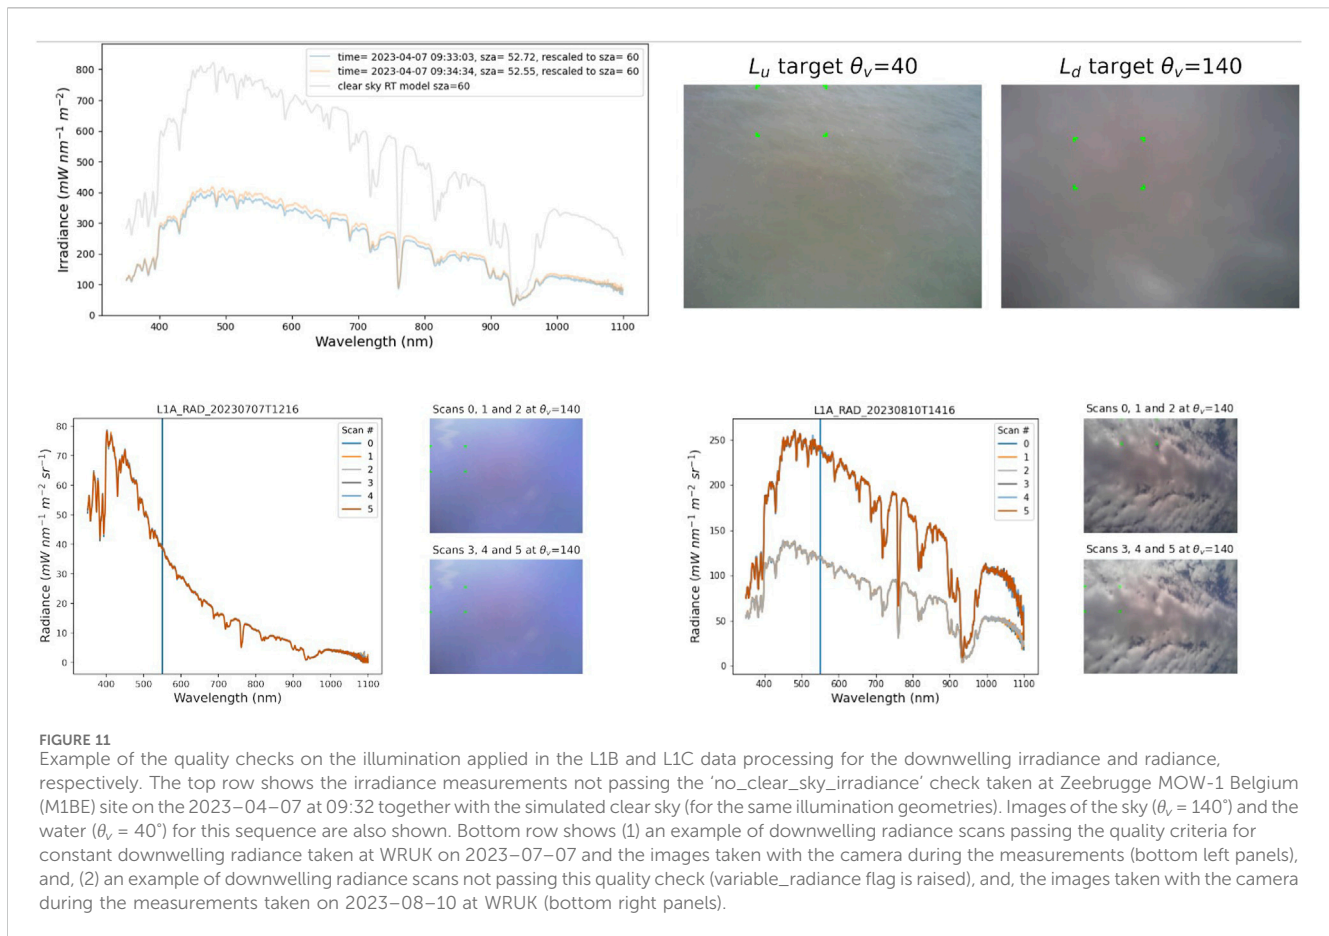 time= 2023-04-07 09:33:03, sza= 52.72, rescaled to sza= 60
time= 2023-04-07 09:34:34, sza= 52.55, rescaled to sza= 60
clear sky RT model sza=60
Irradiance (mW nm⁻¹ m⁻²)
800
700
600
500
400
300
200
100
0
400 500 600 700 800 900 1000 1100
Wavelength (nm)
Lᵤ target θᵥ=40
L_d target θᵥ=140
L1A_RAD_20230707T1216
Radiance (mW nm⁻¹ m⁻² sr⁻¹)
80
70
60
50
40
30
20
10
0
Scan #
0
1
2
3
4
5
400 500 600 700 800 900 1000 1100
Wavelength (nm)
Scans 0, 1 and 2 at θᵥ=140
Scans 3, 4 and 5 at θᵥ=140
L1A_RAD_20230810T1416
Radiance (mW nm⁻¹ m⁻² sr⁻¹)
250
200
150
100
50
0
Scan #
0
1
2
3
4
5
400 500 600 700 800 900 1000 1100
Wavelength (nm)
Scans 0, 1 and 2 at θᵥ=140
Scans 3, 4 and 5 at θᵥ=140
FIGURE 11
Example of the quality checks on the illumination applied in the L1B and L1C data processing for the downwelling irradiance and radiance,
respectively. The top row shows the irradiance measurements not passing the ‘no_clear_sky_irradiance’ check taken at Zeebrugge MOW-1 Belgium
(M1BE) site on the 2023–04–07 at 09:32 together with the simulated clear sky (for the same illumination geometries). Images of the sky (θᵥ = 140°) and the
water (θᵥ = 40°) for this sequence are also shown. Bottom row shows (1) an example of downwelling radiance scans passing the quality criteria for
constant downwelling radiance taken at WRUK on 2023–07–07 and the images taken with the camera during the measurements (bottom left panels),
and, (2) an example of downwelling radiance scans not passing this quality check (variable_radiance flag is raised), and, the images taken with the camera
during the measurements taken on 2023–08–10 at WRUK (bottom right panels).